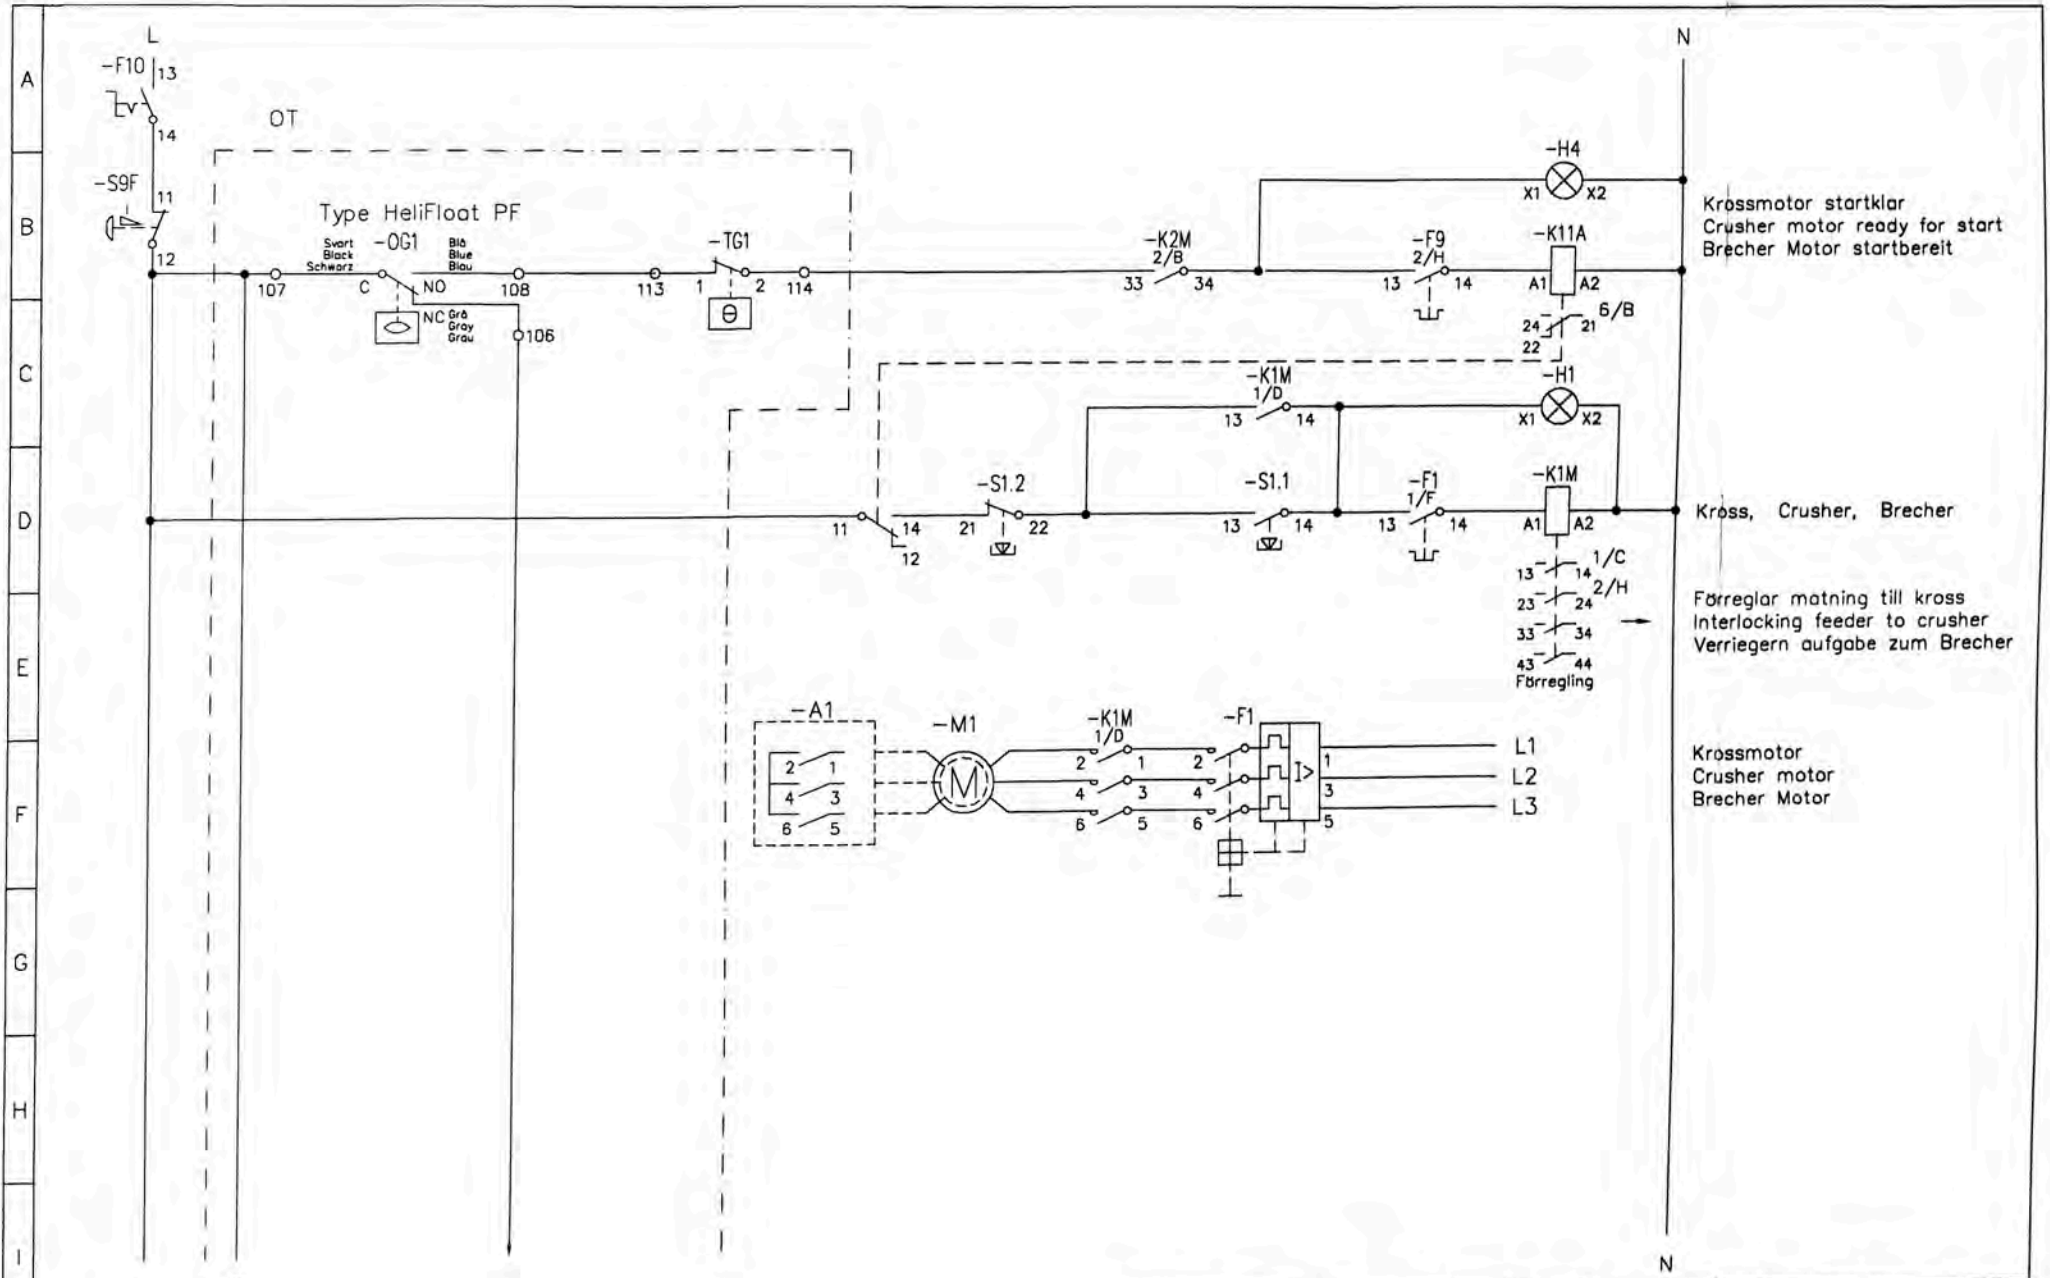 L
N
A
-F10
13
14
OT
B
-S9F
11
12
Type HeliFloat PF
Svart
Black
Schwarz
-OG1
Blå
Blue
Blau
-TG1
107
C
NO
108
113
1
2
114
NC
Grå
Gray
Grau
106
-K2M
2/B
33
34
-H4
X1
X2
-F9
2/H
13
14
-K11A
A1
A2
24
21
6/B
22
Krossmotor startklar
Crusher motor ready for start
Brecher Motor startbereit
C
-K1M
1/D
13
14
-H1
X1
X2
D
11
14
12
-S1.2
21
22
-S1.1
13
14
-F1
1/F
13
14
-K1M
A1
A2
Kross, Crusher, Brecher
13
14
1/C
23
24
2/H
33
34
43
44
Förregling
Förreglar matning till kross
Interlocking feeder to crusher
Verriegern aufgabe zum Brecher
E
-A1
2
1
4
3
6
5
-M1
M
-K1M
1/D
2
1
4
3
6
5
-F1
2
4
6
I>
1
3
5
L1
L2
L3
Krossmotor
Crusher motor
Brecher Motor
F
G
H
I
N